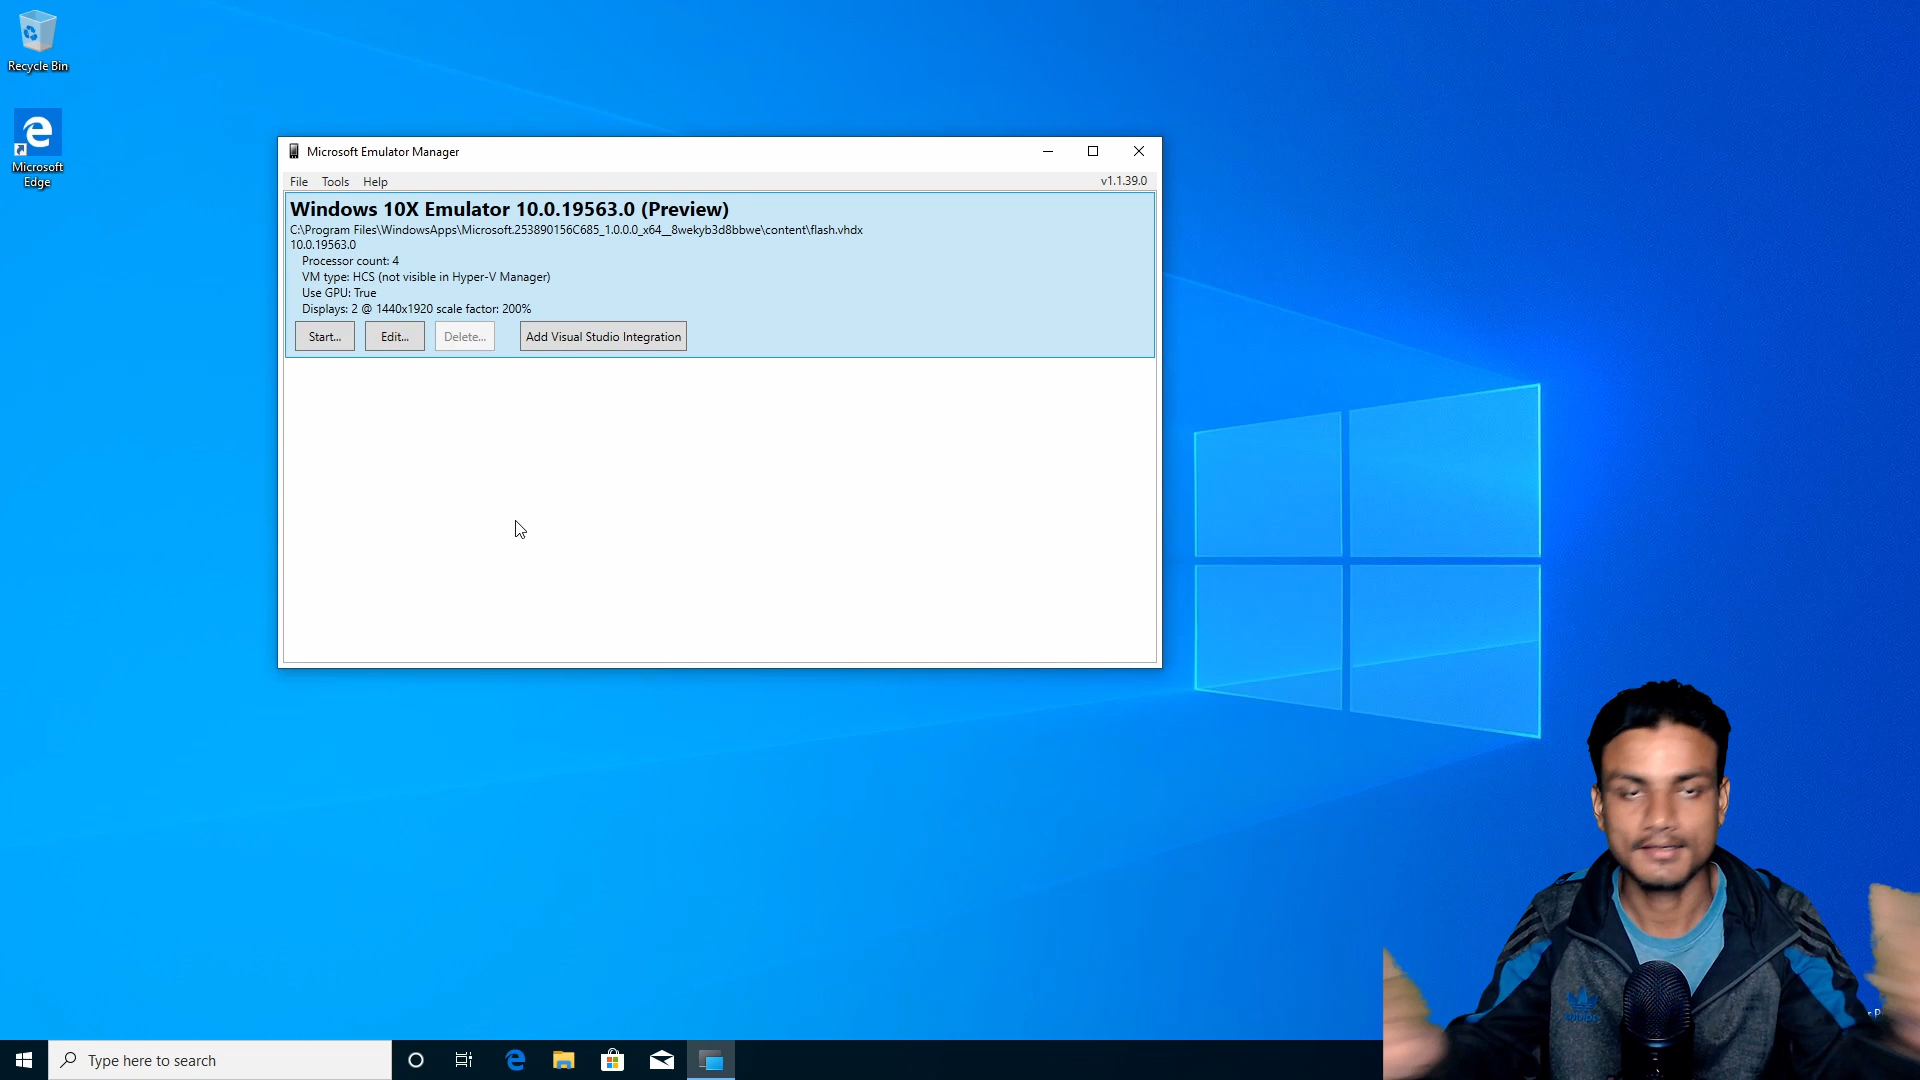 Recycle Bin
Microsoft
Edge
Microsoft Emulator Manager
File Tools Help v1.1.39.0
Windows 10X Emulator 10.0.19563.0 (Preview)
C:\Program Files\WindowsApps\Microsoft.253890156C685_1.0.0.0_x64__8wekyb3d8bbwe\content\flash.vhdx
10.0.19563.0
Processor count: 4
VM type: HCS (not visible in Hyper-V Manager)
Use GPU: True
Displays: 2 @ 1440x1920 scale factor: 200%
Start... Edit... Delete... Add Visual Studio Integration
Type here to search